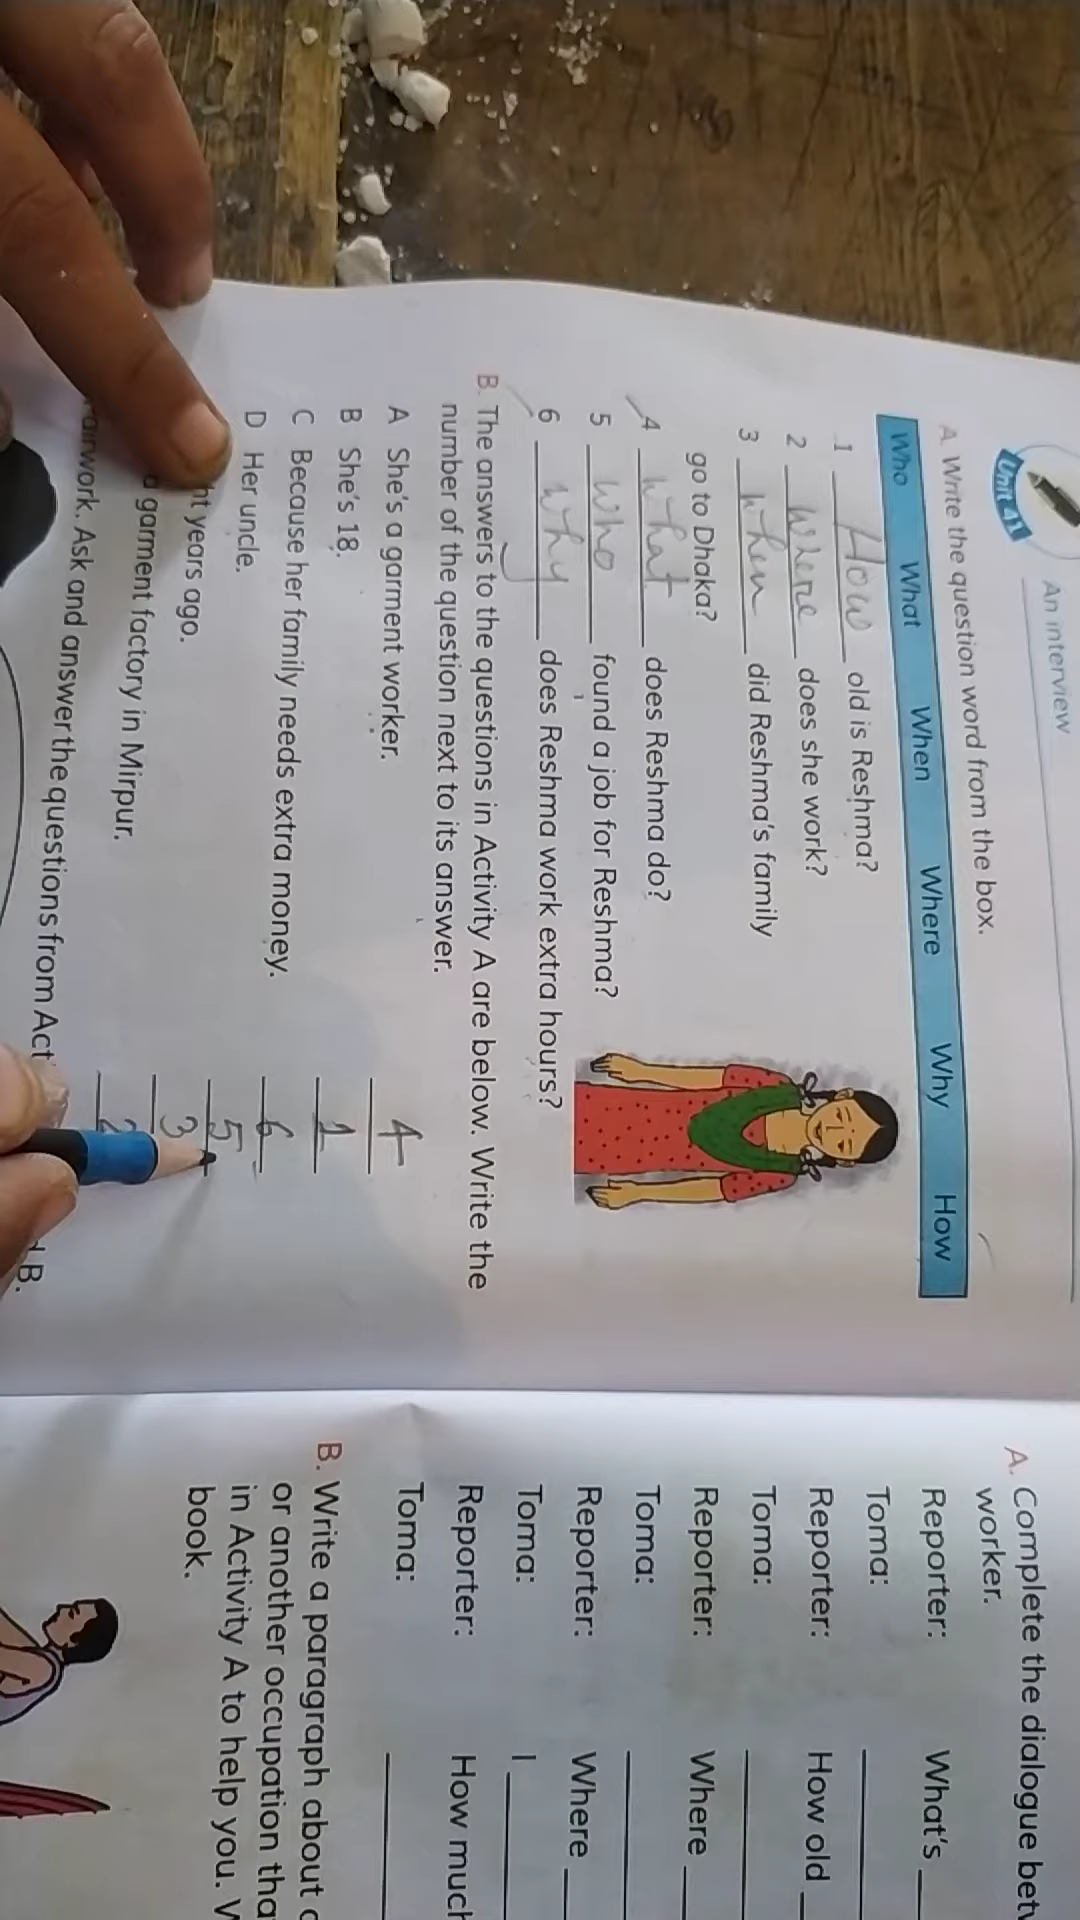 Unit 41
An interview
A. Write the question word from the box.
Who What When Where Why How
1 How old is Reshma?
2 Where does she work?
3 when did Reshma's family
go to Dhaka?
4 what does Reshma do?
5 who found a job for Reshma?
6 why does Reshma work extra hours?
B. The answers to the questions in Activity A are below. Write the
number of the question next to its answer.
A She's a garment worker. 4
B She's 18. 1
C Because her family needs extra money. 6
D Her uncle. 5
years ago. 3
garment factory in Mirpur. 2
Ask and answer the questions from Act
B.
A. Complete the dialogue
worker.
Reporter: What's
Toma:
Reporter: How old
Toma:
Reporter: Where
Toma:
Reporter: Where
Toma: I
Reporter: How much
Toma:
B. Write a paragraph about
or another occupation
in Activity A to help you.
book.